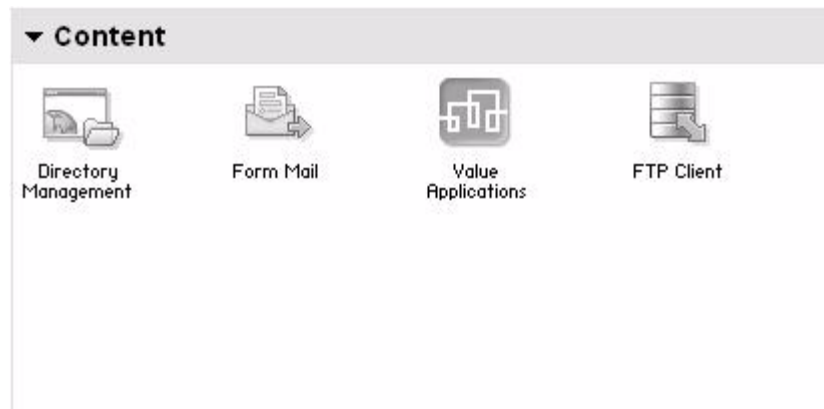 Content
Directory
Management
Form Mail
Value
Applications
FTP Client